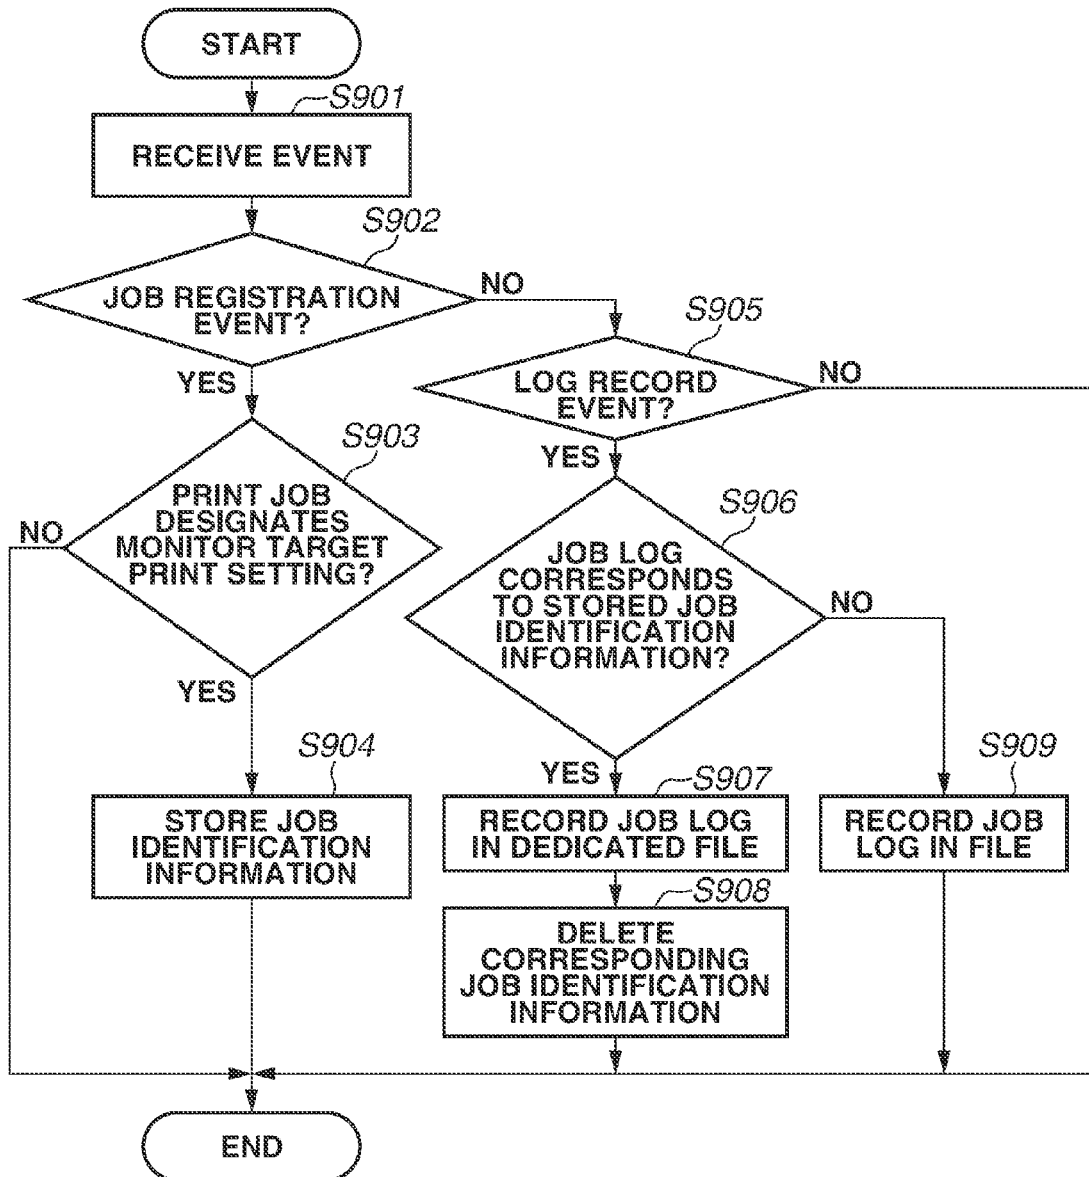 START
S901
RECEIVE EVENT
S902
JOB REGISTRATION
EVENT?
NO
YES
S905
LOG RECORD
EVENT?
NO
YES
S903
PRINT JOB
DESIGNATES
MONITOR TARGET
PRINT SETTING?
NO
YES
S906
JOB LOG
CORRESPONDS
TO STORED JOB
IDENTIFICATION
INFORMATION?
NO
YES
S904
STORE JOB
IDENTIFICATION
INFORMATION
S907
RECORD JOB LOG
IN DEDICATED FILE
S909
RECORD JOB
LOG IN FILE
S908
DELETE
CORRESPONDING
JOB IDENTIFICATION
INFORMATION
END